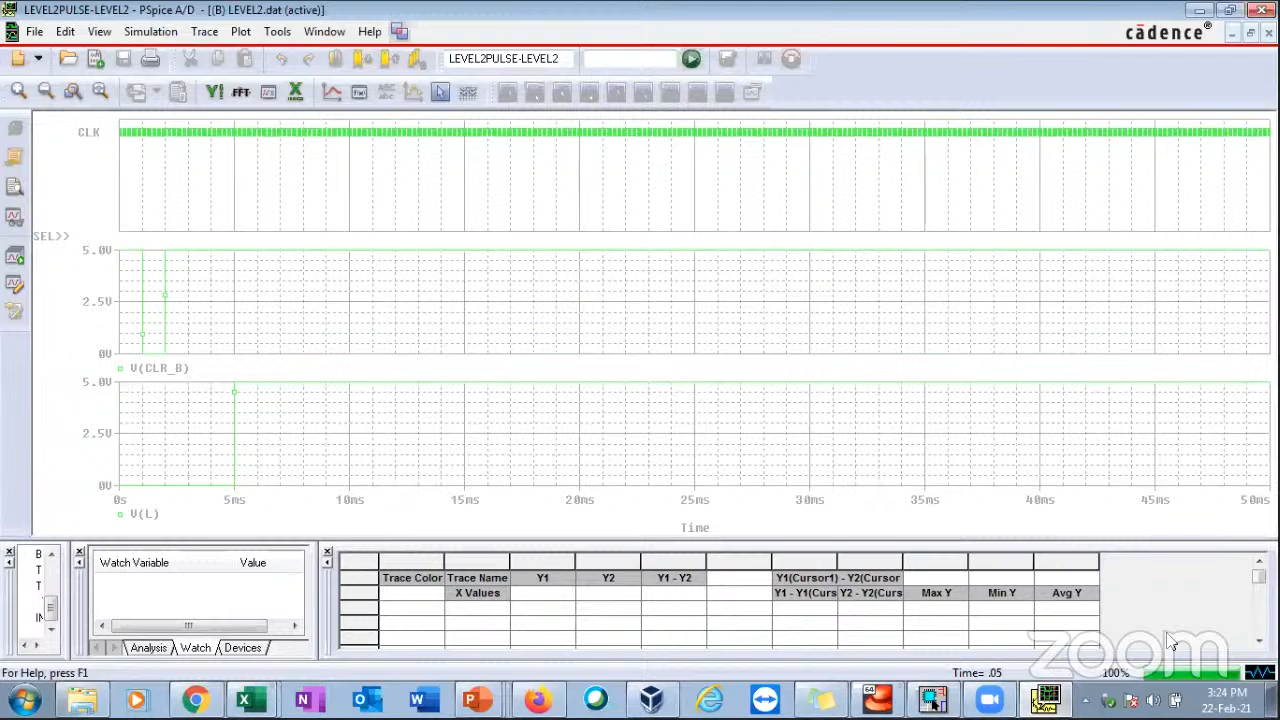 LEVEL2PULSE-LEVEL2 - PSpice A/D - [(B) LEVEL2.dat (active)]
File Edit View Simulation Trace Plot Tools Window Help
cādence®
LEVEL2PULSE-LEVEL2
FFT
CLK
SEL>>
5.0V
2.5V
0V
V(CLR_B)
5.0V
2.5V
0V
0s 5ms 10ms 15ms 20ms 25ms 30ms 35ms 40ms 45ms 50ms
V(L)
Time
B
T
T
IN
Watch Variable Value
Analysis Watch Devices
Trace Color Trace Name Y1 Y2 Y1 - Y2 Y1(Cursor1) - Y2(Cursor
X Values Y1 - Y1(Curs Y2 - Y2(Curs Max Y Min Y Avg Y
zoom
For Help, press F1 Time: .05 100%
3:24 PM
22-Feb-21